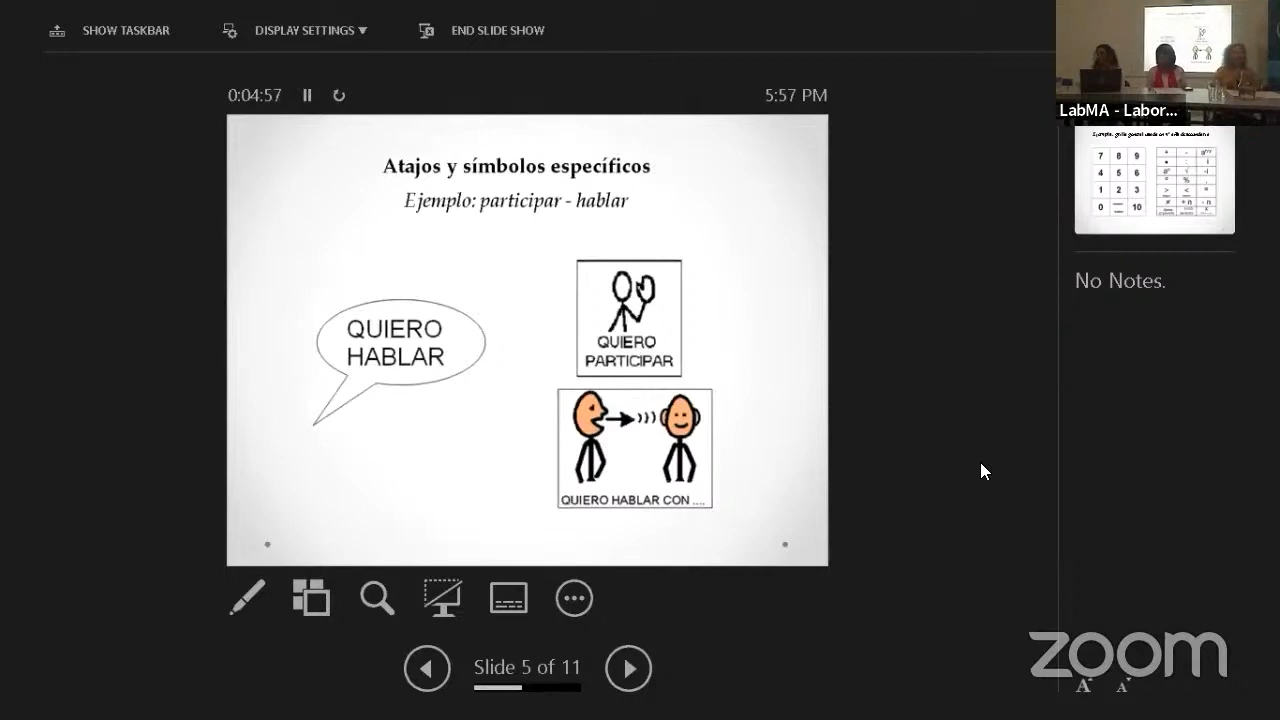 SHOW TASKBAR
DISPLAY SETTINGS ▼
END SLIDE SHOW
0:04:57
5:57 PM
LabMA - Labor...
Atajos y símbolos específicos
Ejemplo: participar - hablar
QUIERO
HABLAR
QUIERO
PARTICIPAR
QUIERO HABLAR CON ....
7 8 9
4 5 6
1 2 3
0 10
No Notes.
Slide 5 of 11
zoom
A A